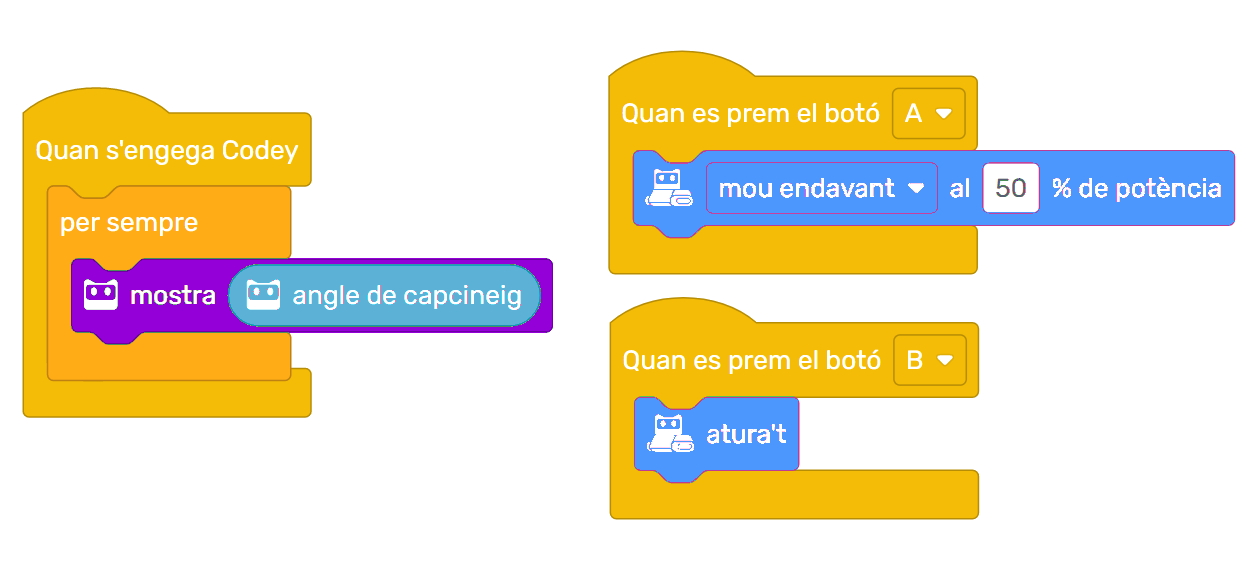 Quan s'engega Codey
per sempre
mostra angle de capcineig
Quan es prem el botó A
mou endavant al 50 % de potència
Quan es prem el botó B
atura't